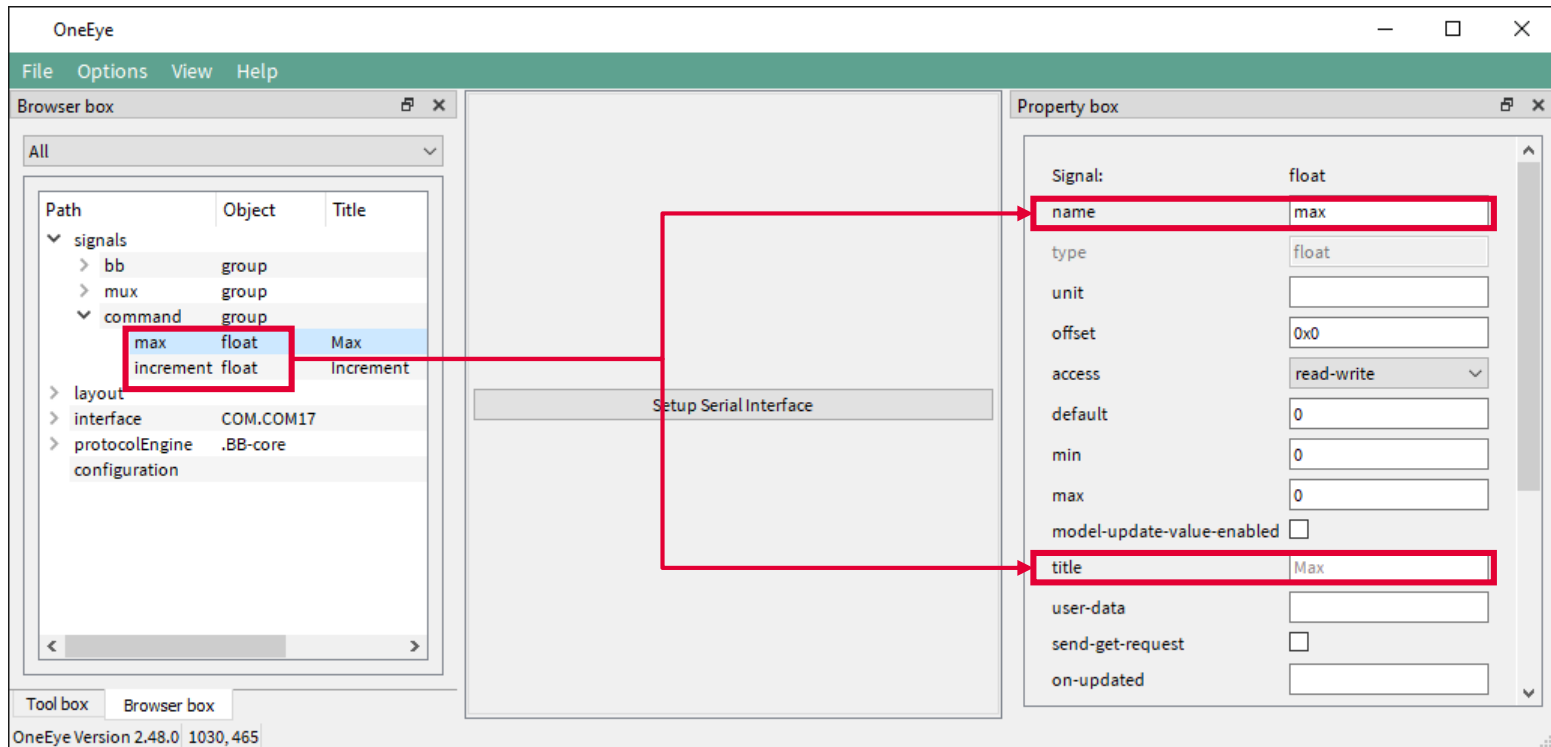 OneEye
File Options View Help
Browser box
All
Path Object Title
signals
bb group
mux group
command group
max float Max
increment float Increment
layout
interface COM.COM17
protocolEngine .BB-core
configuration
Tool box Browser box
OneEye Version 2.48.0 1030, 465
Setup Serial Interface
Property box
Signal: float
name max
type float
unit
offset 0x0
access read-write
default 0
min 0
max 0
model-update-value-enabled
title Max
user-data
send-get-request
on-updated